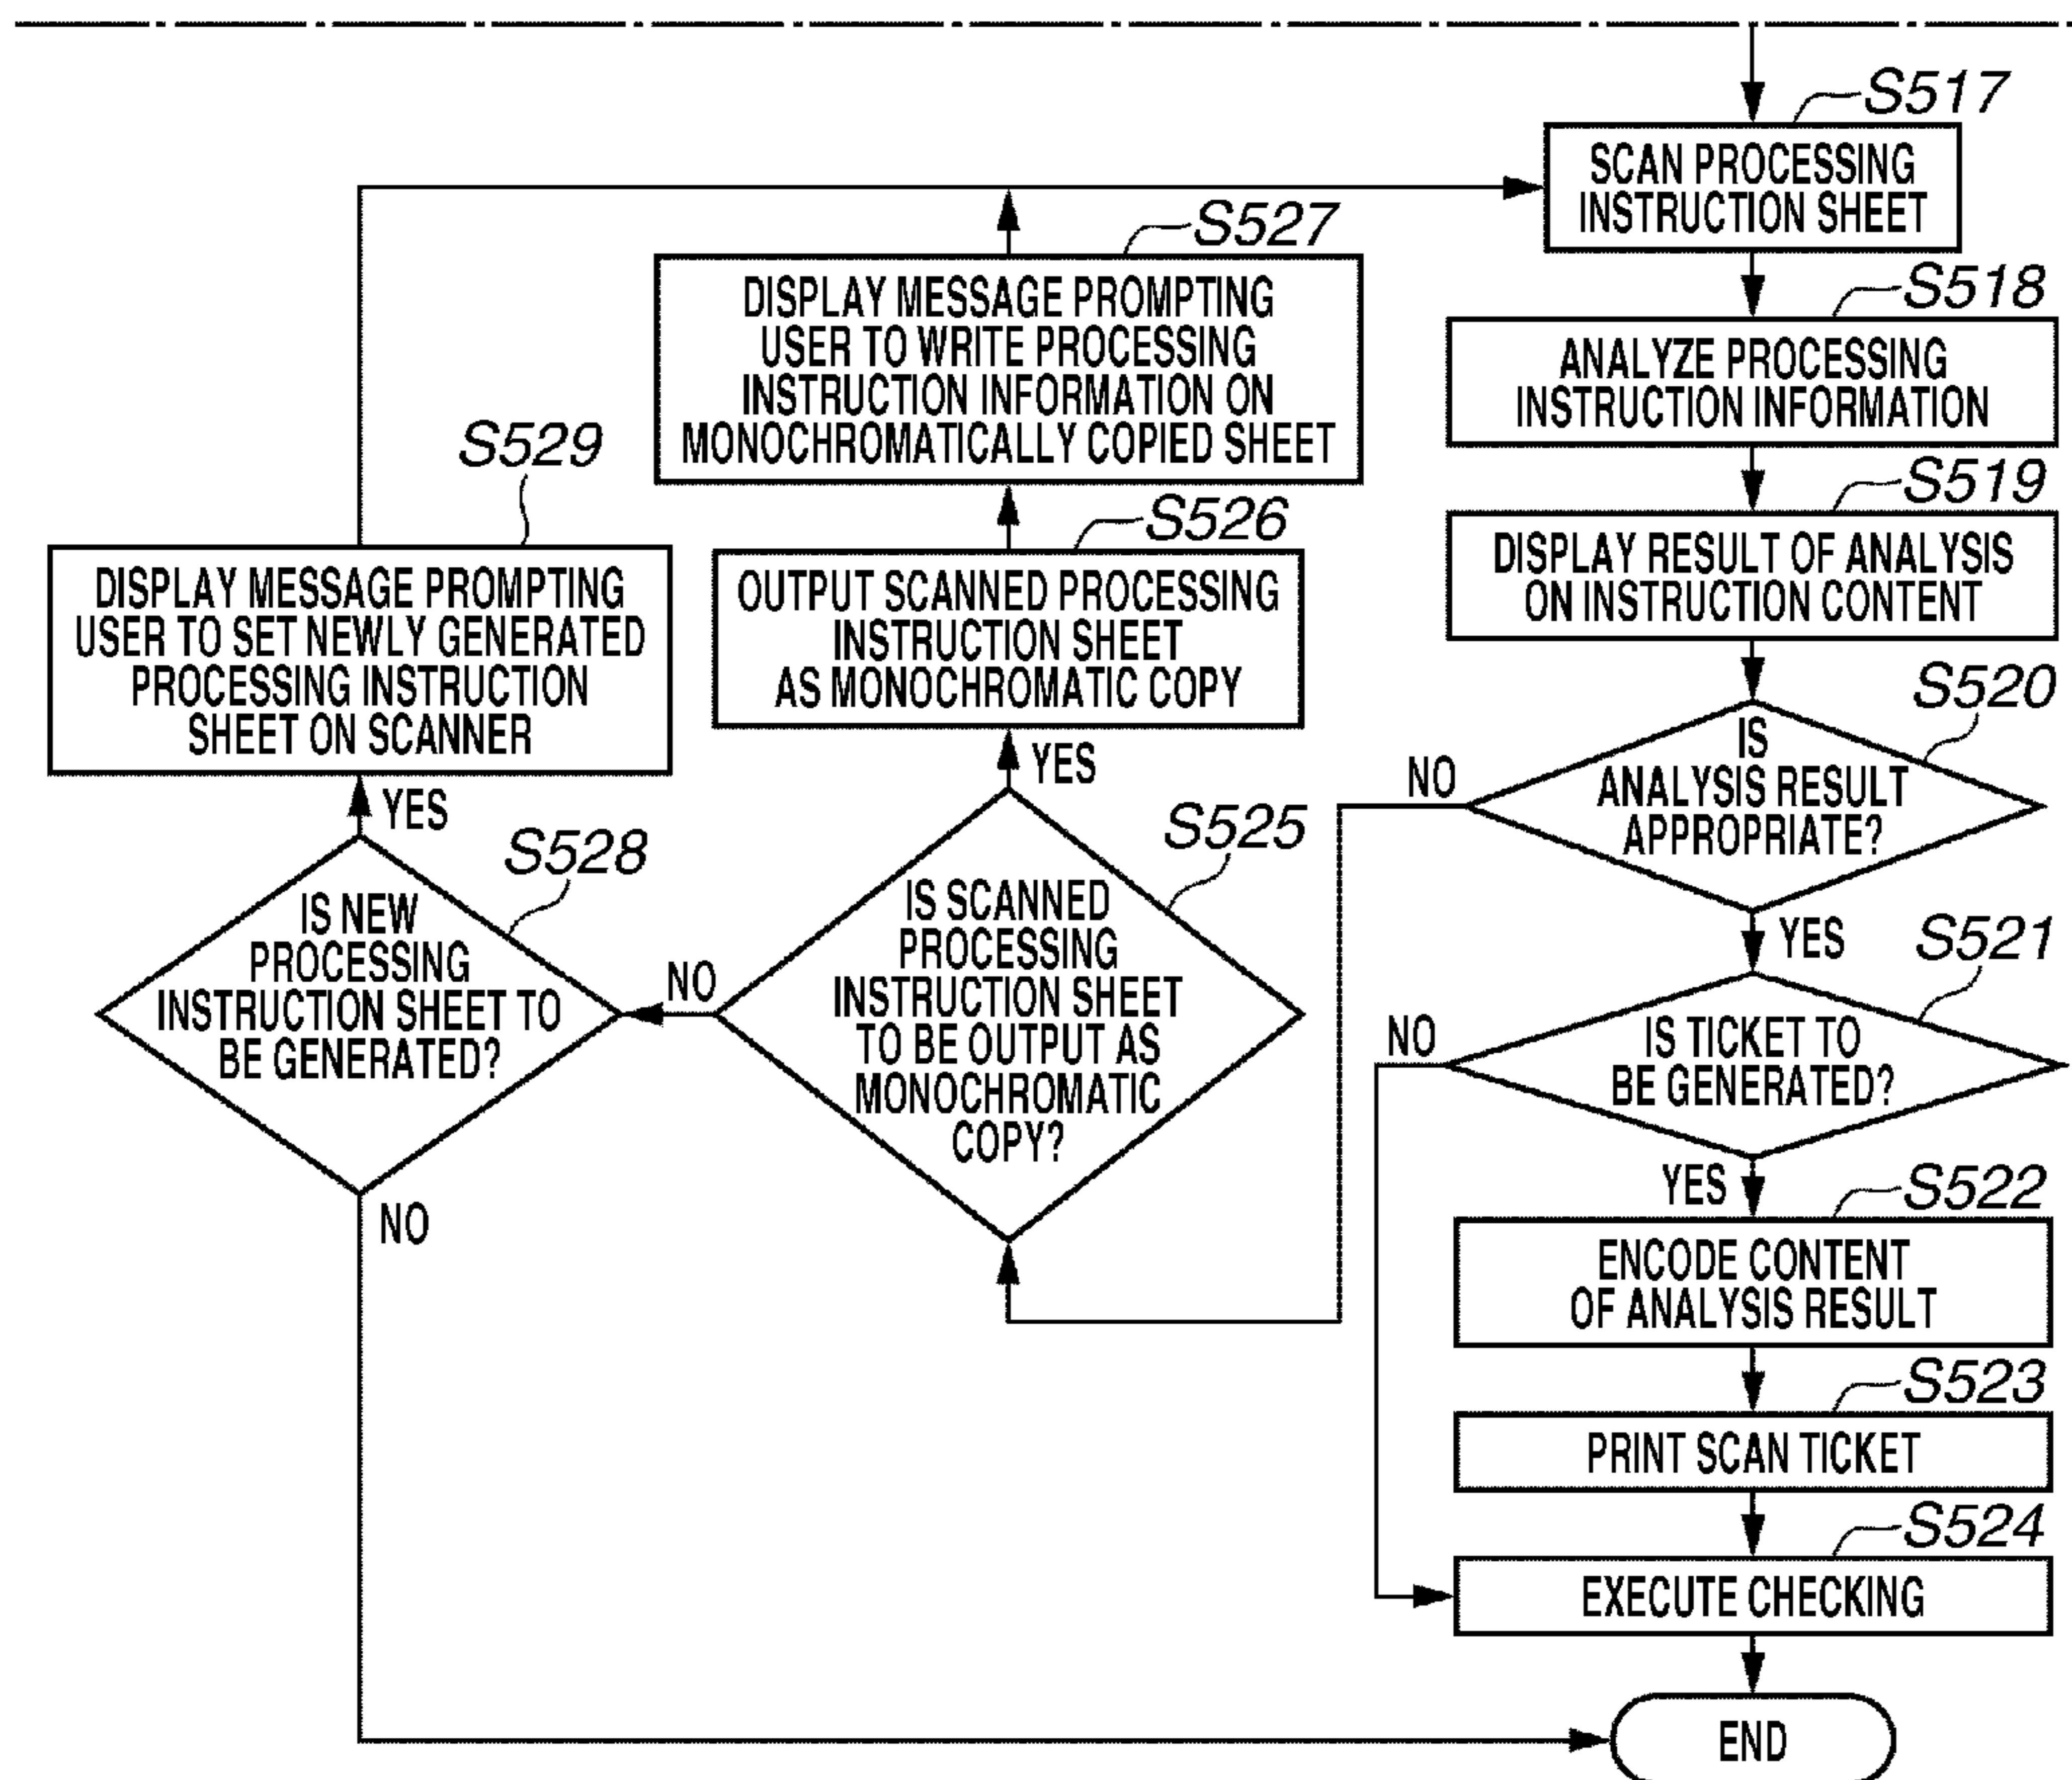 S517
SCAN PROCESSING
INSTRUCTION SHEET
S527
DISPLAY MESSAGE PROMPTING
USER TO WRITE PROCESSING
INSTRUCTION INFORMATION ON
MONOCHROMATICALLY COPIED SHEET
S518
ANALYZE PROCESSING
INSTRUCTION INFORMATION
S529
DISPLAY MESSAGE PROMPTING
USER TO SET NEWLY GENERATED
PROCESSING INSTRUCTION
SHEET ON SCANNER
S526
OUTPUT SCANNED PROCESSING
INSTRUCTION SHEET
AS MONOCHROMATIC COPY
S519
DISPLAY RESULT OF ANALYSIS
ON INSTRUCTION CONTENT
S520
IS
ANALYSIS RESULT
APPROPRIATE?
NO
YES
YES
YES
S528
IS NEW
PROCESSING
INSTRUCTION SHEET TO
BE GENERATED?
NO
NO
S525
IS SCANNED
PROCESSING
INSTRUCTION SHEET
TO BE OUTPUT AS
MONOCHROMATIC
COPY?
S521
IS TICKET TO
BE GENERATED?
NO
YES
S522
ENCODE CONTENT
OF ANALYSIS RESULT
S523
PRINT SCAN TICKET
S524
EXECUTE CHECKING
END